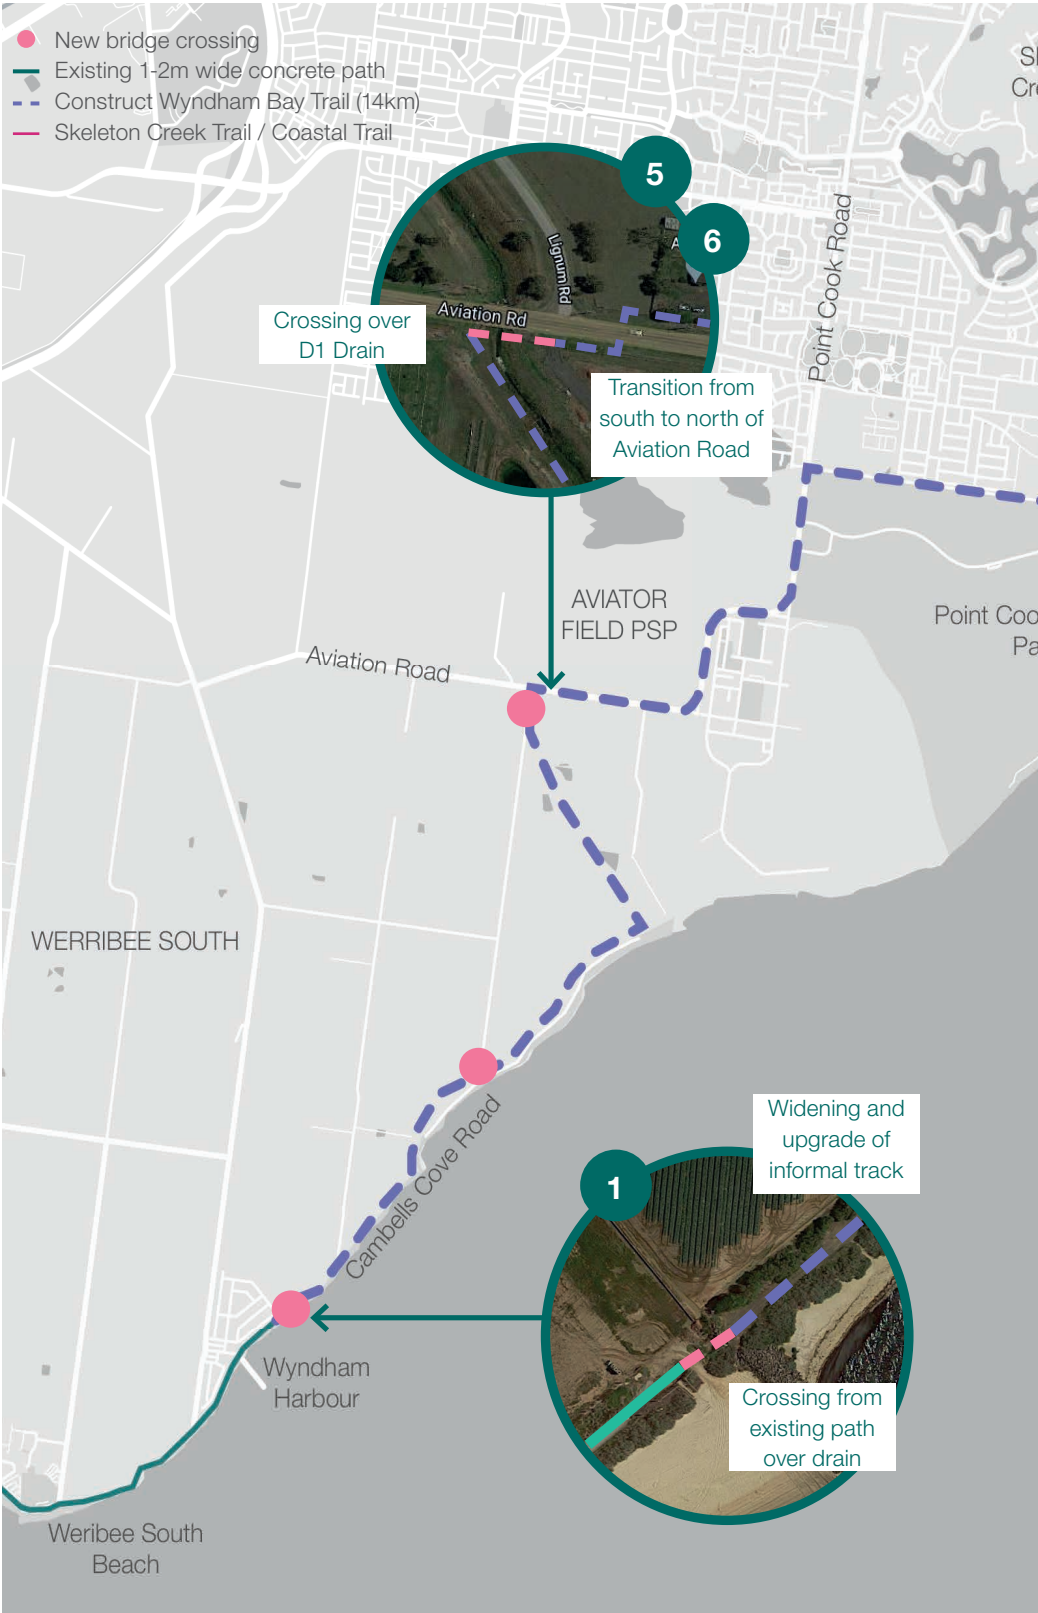 New bridge crossing
Existing 1-2m wide concrete path
Construct Wyndham Bay Trail (14km)
Skeleton Creek Trail / Coastal Trail
5
6
Lignum Rd
Aviation Rd
Crossing over
D1 Drain
Transition from
south to north of
Aviation Road
Point Cook Road
AVIATOR
FIELD PSP
Aviation Road
WERRIBEE SOUTH
Cambells Cove Road
Widening and
upgrade of
informal track
1
Crossing from
existing path
over drain
Wyndham
Harbour
Weribee South
Beach